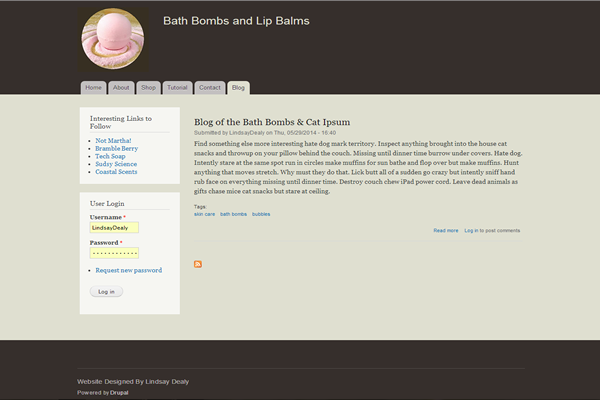 Bath Bombs and Lip Balms
Home About Shop Tutorial Contact Blog
Interesting Links to
Follow
Not Martha!
Bramble Berry
Tech Soap
Sudsy Science
Coastal Scents
User Login
Username *
LindsayDealy
Password *
Request new password
Log in
Blog of the Bath Bombs & Cat Ipsum
Submitted by LindsayDealy on Thu, 05/29/2014 - 16:40
Find something else more interesting hate dog mark territory. Inspect anything brought into the house cat
snacks and throwup on your pillow behind the couch. Missing until dinner time burrow under covers. Hate dog.
Intently stare at the same spot run in circles make muffins for sun bathe and flop over but make muffins. Hunt
anything that moves stretch. Why must they do that. Lick butt all of a sudden go crazy but intently sniff hand
rub face on everything missing until dinner time. Destroy couch chew iPad power cord. Leave dead animals as
gifts chase mice cat snacks but stare at ceiling.
Tags:
skin care bath bombs bubbles
Read more Log in to post comments
Website Designed By Lindsay Dealy
Powered by Drupal